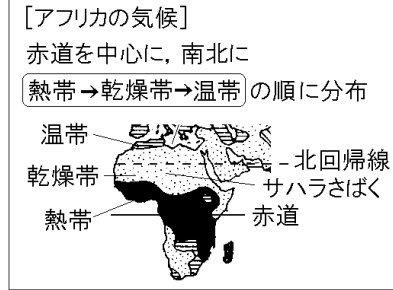 [アフリカの気候]
赤道を中心に，南北に
熱帯→乾燥帯→温帯 の順に分布
温帯
北回帰線
乾燥帯
サハラさばく
熱帯
赤道